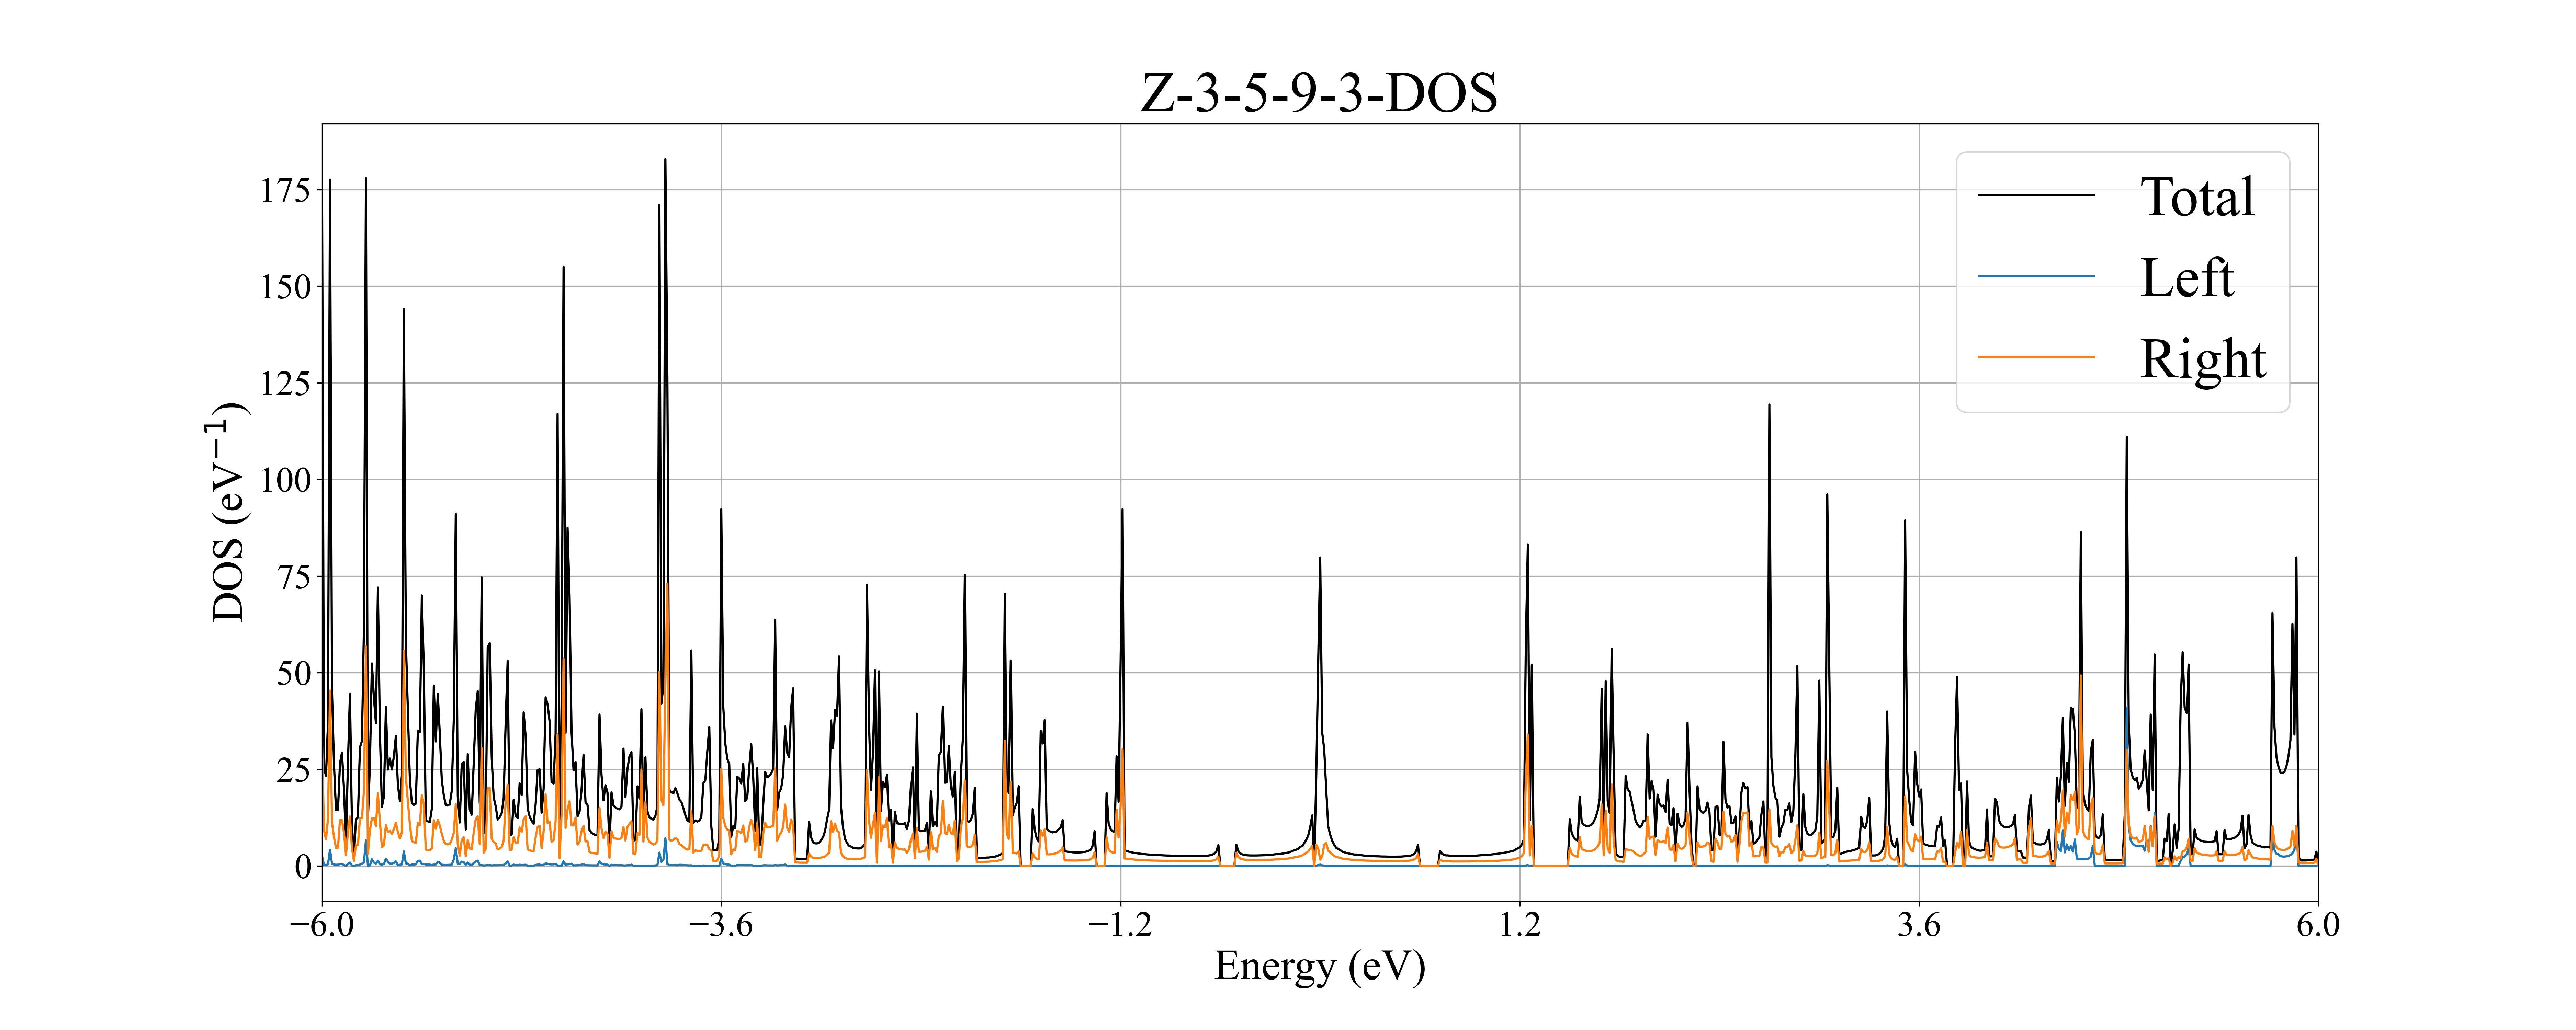 Z-3-5-9-3-DOS
Total
Left
Right
DOS (eV⁻¹)
175
150
125
100
75
50
25
0
−6.0 −3.6 −1.2 1.2 3.6 6.0
Energy (eV)